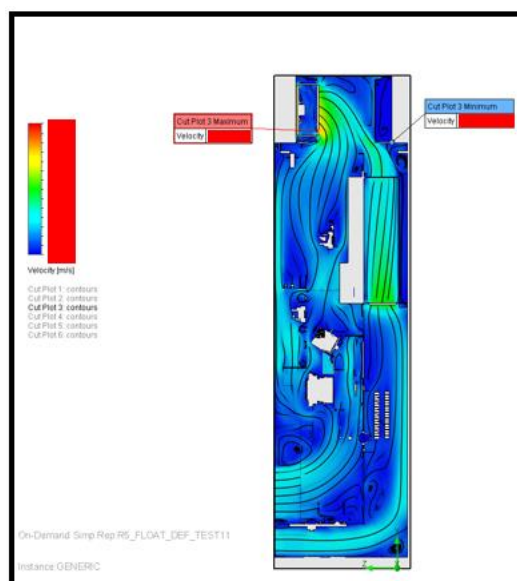 Cut Plot 3 Maximum
Velocity
Cut Plot 3 Minimum
Velocity
Velocity [m/s]
Cut Plot 1: contours
Cut Plot 2: contours
Cut Plot 3: contours
Cut Plot 4: contours
Cut Plot 5: contours
Cut Plot 6: contours
On-Demand Simp Rep:R5_FLOAT_DEF_TEST11
Instance GENERIC
Z